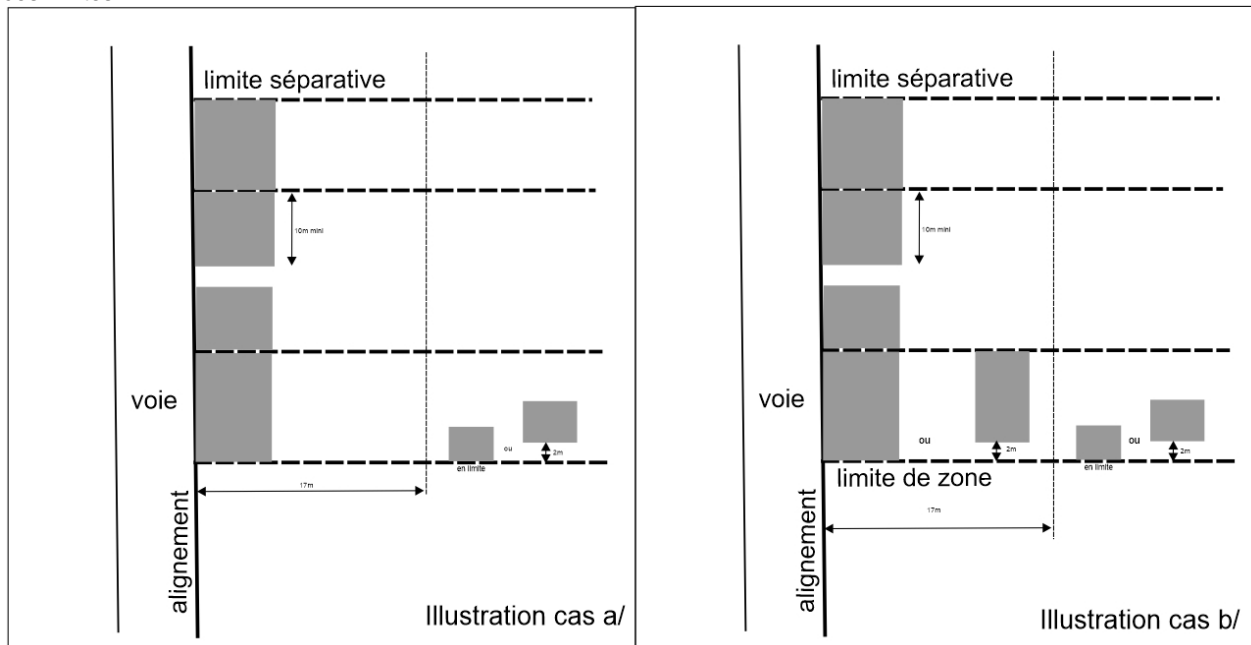 limite séparative
10m mini
voie
ou
2m
en limite
17m
alignement
Illustration cas a/
limite séparative
10m mini
voie
ou
2m
ou
2m
en limite
limite de zone
17m
alignement
Illustration cas b/